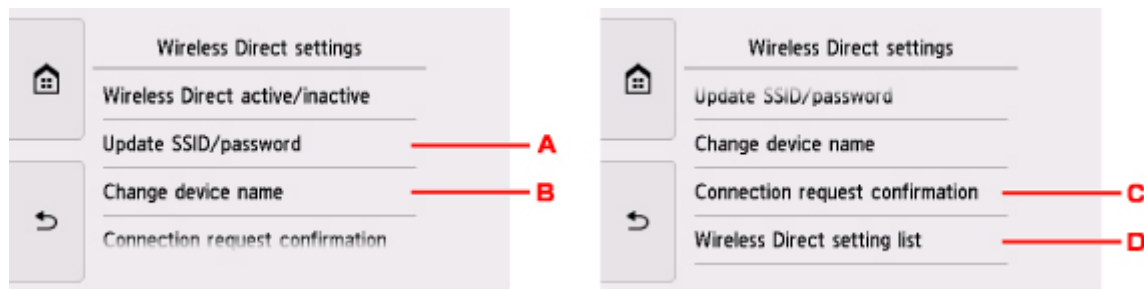 Wireless Direct settings
Wireless Direct active/inactive
Update SSID/password
A
Change device name
B
Connection request confirmation
Wireless Direct settings
Update SSID/password
Change device name
Connection request confirmation
C
Wireless Direct setting list
D